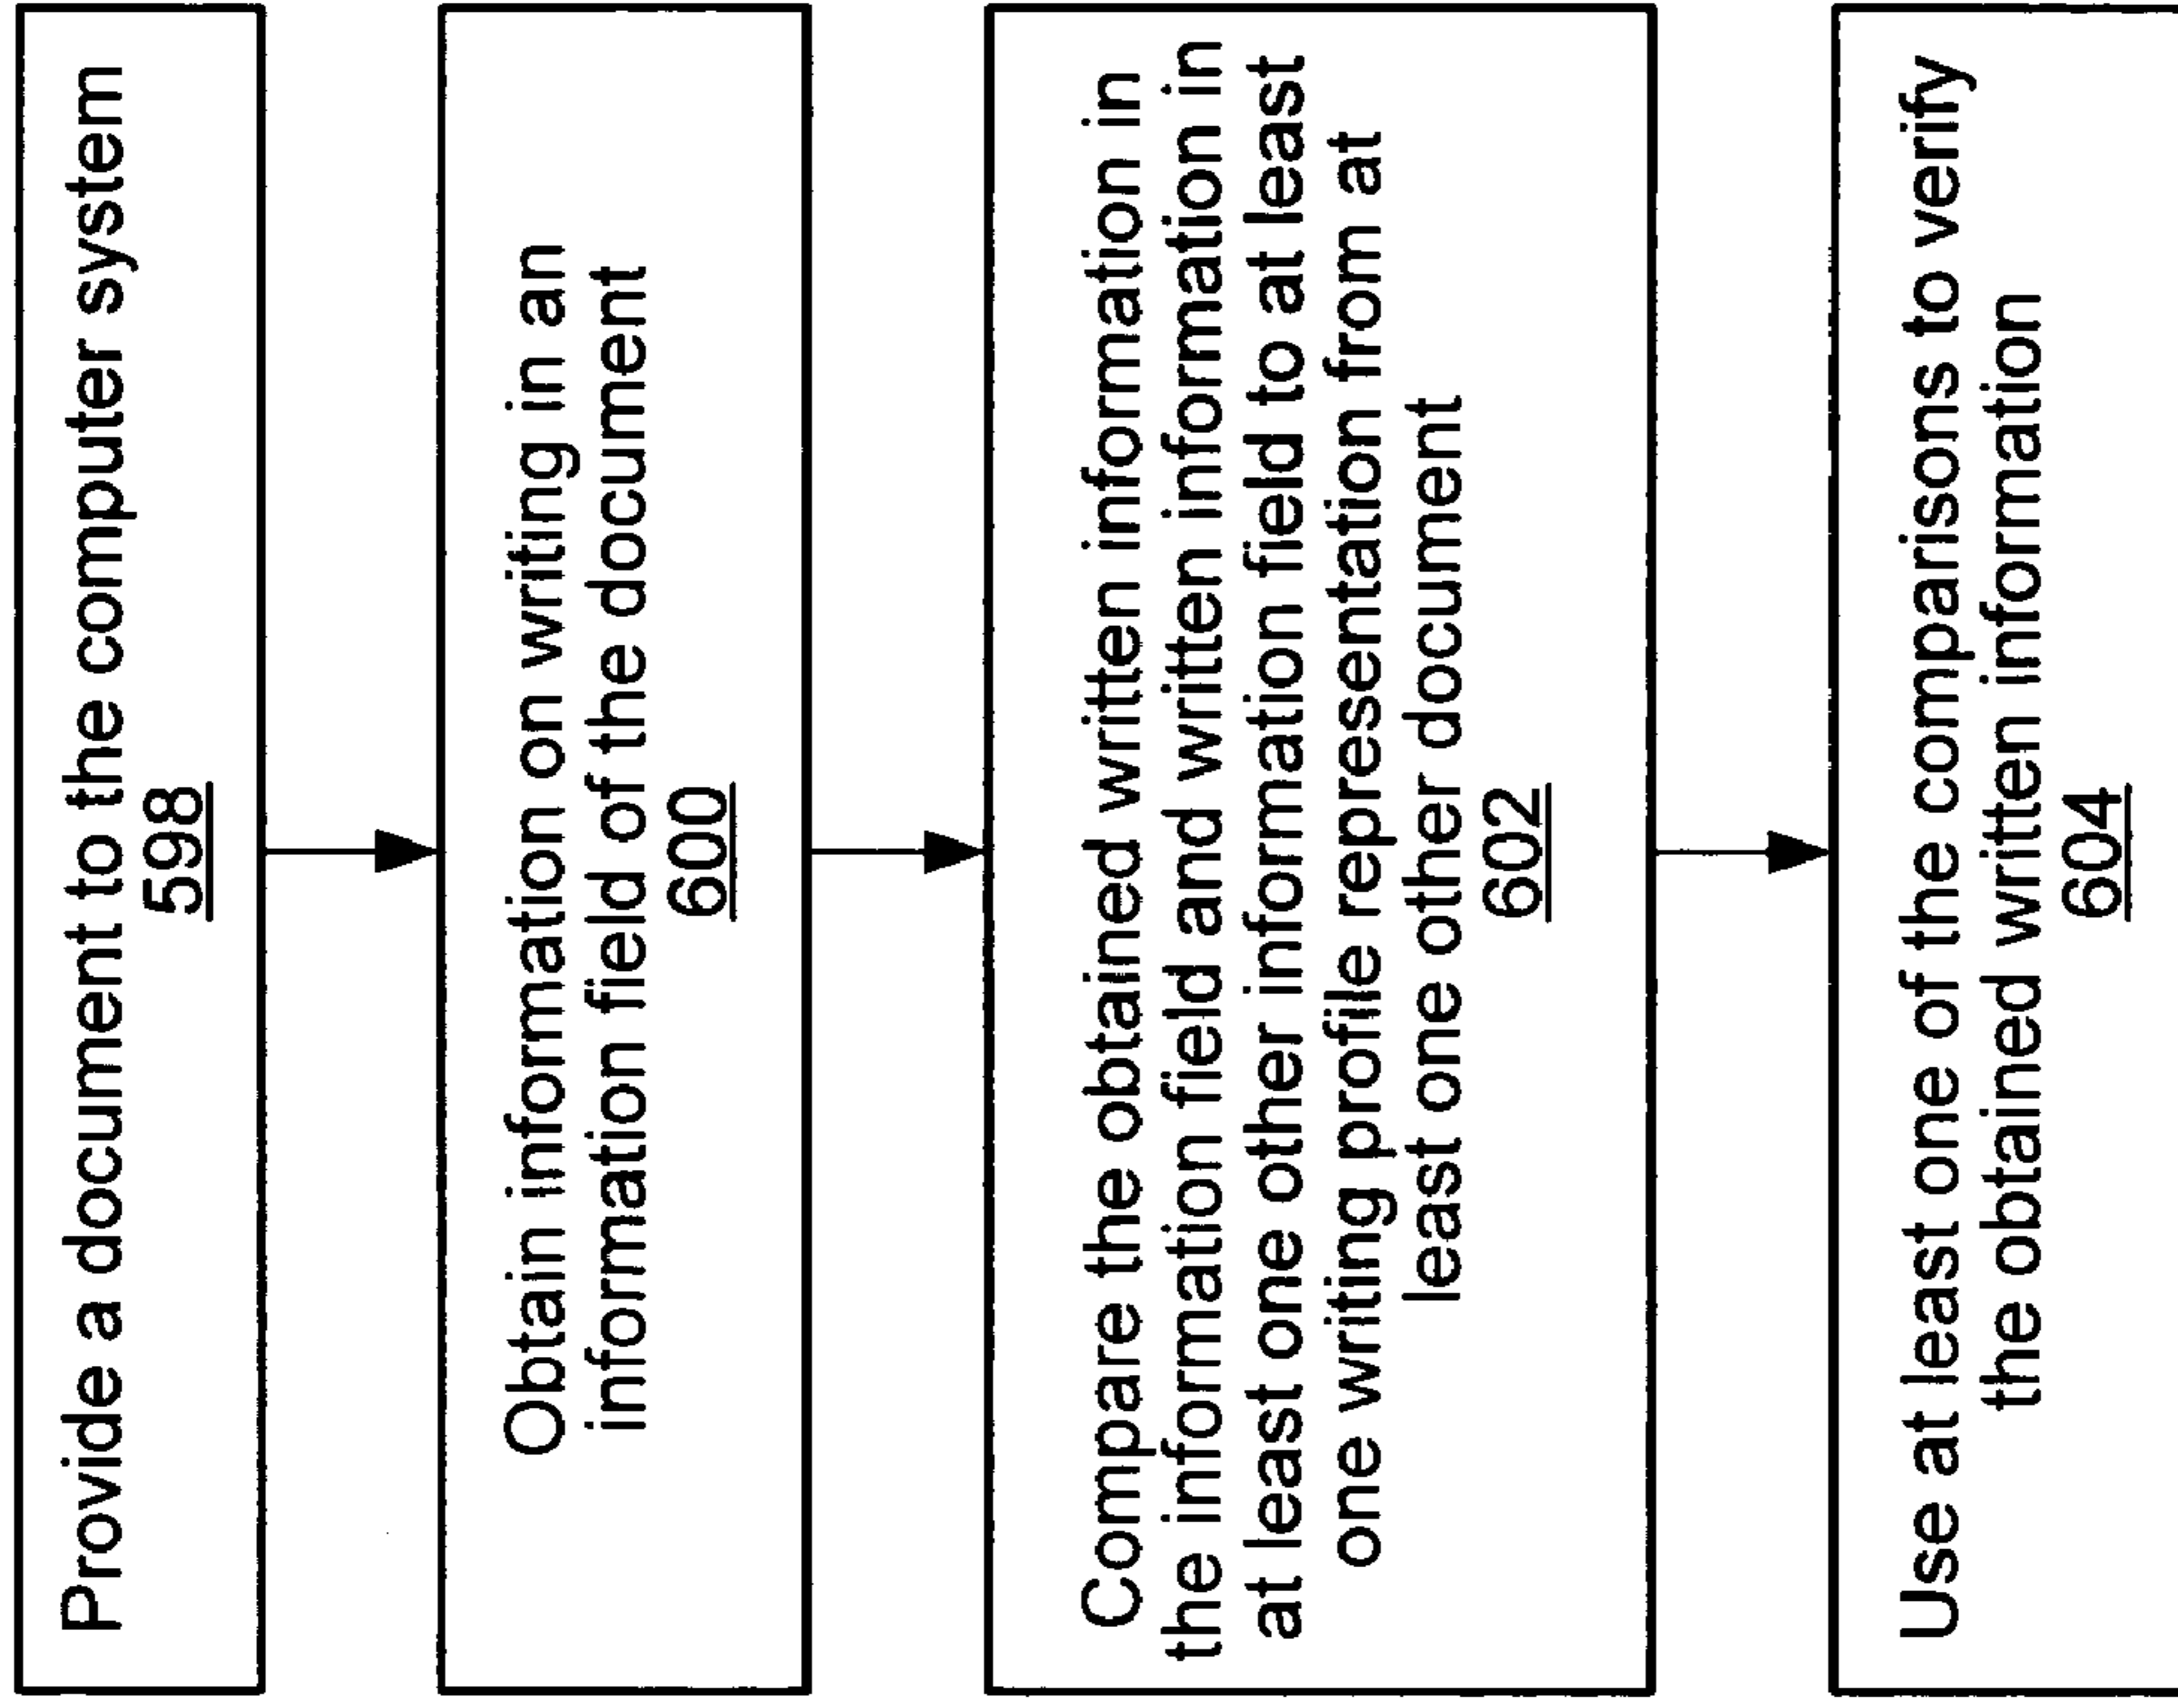 Provide a document to the computer system
598
Obtain information on writing in an
information field of the document
600
Compare the obtained written information in
the information field and written information in
at least one other information field to at least
one writing profile representation from at
least one other document
602
Use at least one of the comparisons to verify
the obtained written information
604